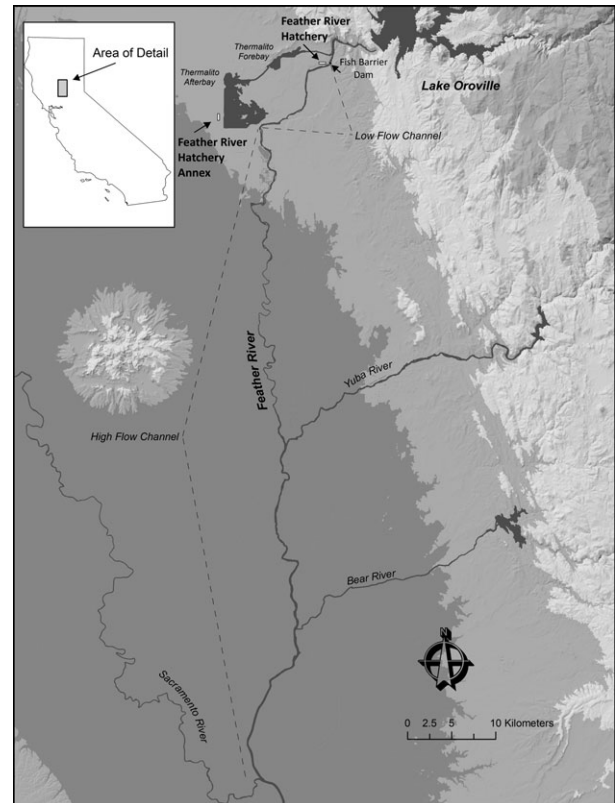 Area of Detail
Feather River
Hatchery
Thermalito
Forebay
Fish Barrier
Dam
Thermalito
Afterbay
Lake Oroville
Feather River
Hatchery
Annex
Low Flow Channel
Feather River
Yuba River
High Flow Channel
Bear River
Sacramento River
N
0 2.5 5 10 Kilometers